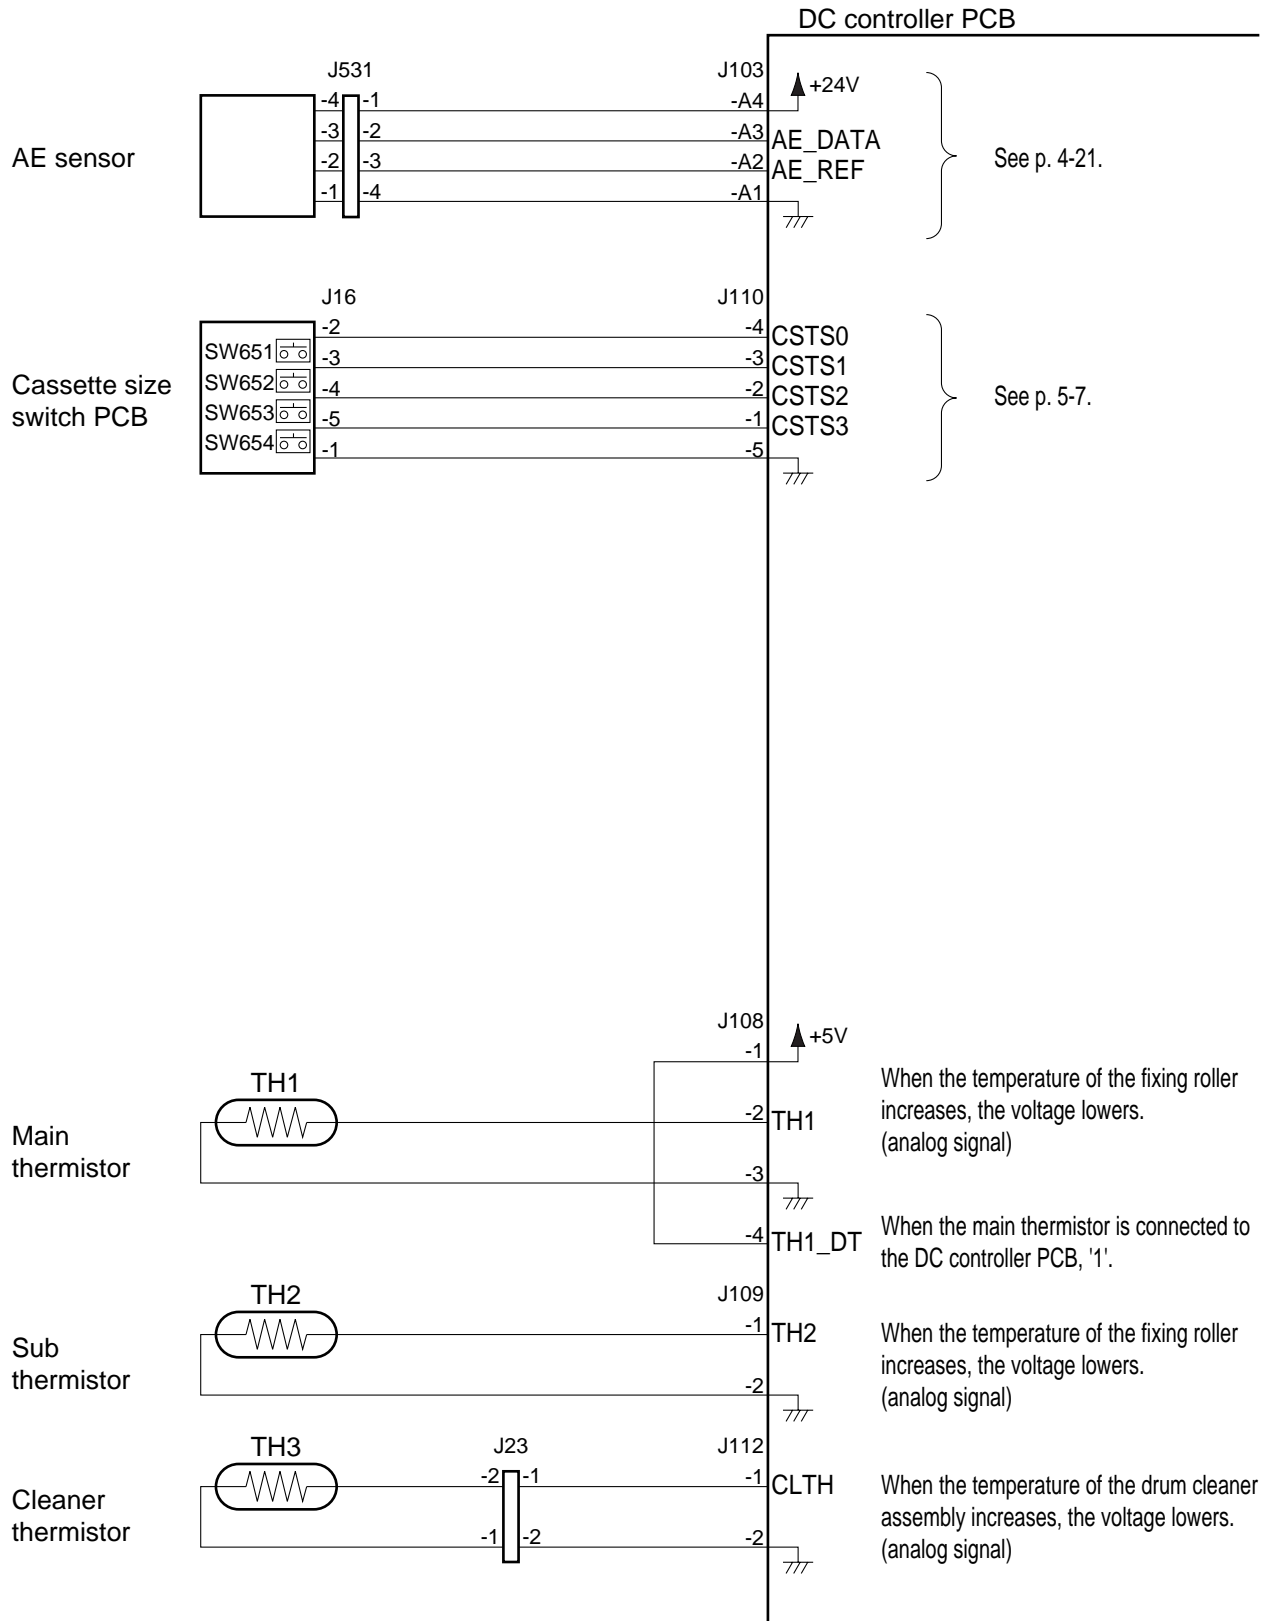 DC controller PCB
J531
J103
+24V
-4 -1
-A4
-3 -2
-A3 AE_DATA
AE sensor
See p. 4-21.
-2 -3
-A2 AE_REF
-1 -4
-A1
J16
J110
-2
-4 CSTS0
SW651
-3
-3 CSTS1
Cassette size
switch PCB
SW652
-4
-2 CSTS2
See p. 5-7.
SW653
-5
-1 CSTS3
SW654
-1
-5
J108
+5V
-1
TH1
When the temperature of the fixing roller
increases, the voltage lowers.
(analog signal)
-2 TH1
Main
thermistor
-3
-4 TH1_DT
When the main thermistor is connected to
the DC controller PCB, '1'.
TH2
J109
-1 TH2
When the temperature of the fixing roller
increases, the voltage lowers.
(analog signal)
Sub
thermistor
-2
TH3
J23
J112
-2 -1
-1 CLTH
When the temperature of the drum cleaner
assembly increases, the voltage lowers.
(analog signal)
Cleaner
thermistor
-1 -2
-2